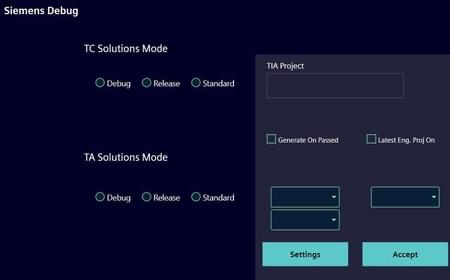 Siemens Debug
TC Solutions Mode
Debug Release Standard
TIA Project
Generate On Passed Latest Eng. Proj On
TA Solutions Mode
Debug Release Standard
Settings Accept